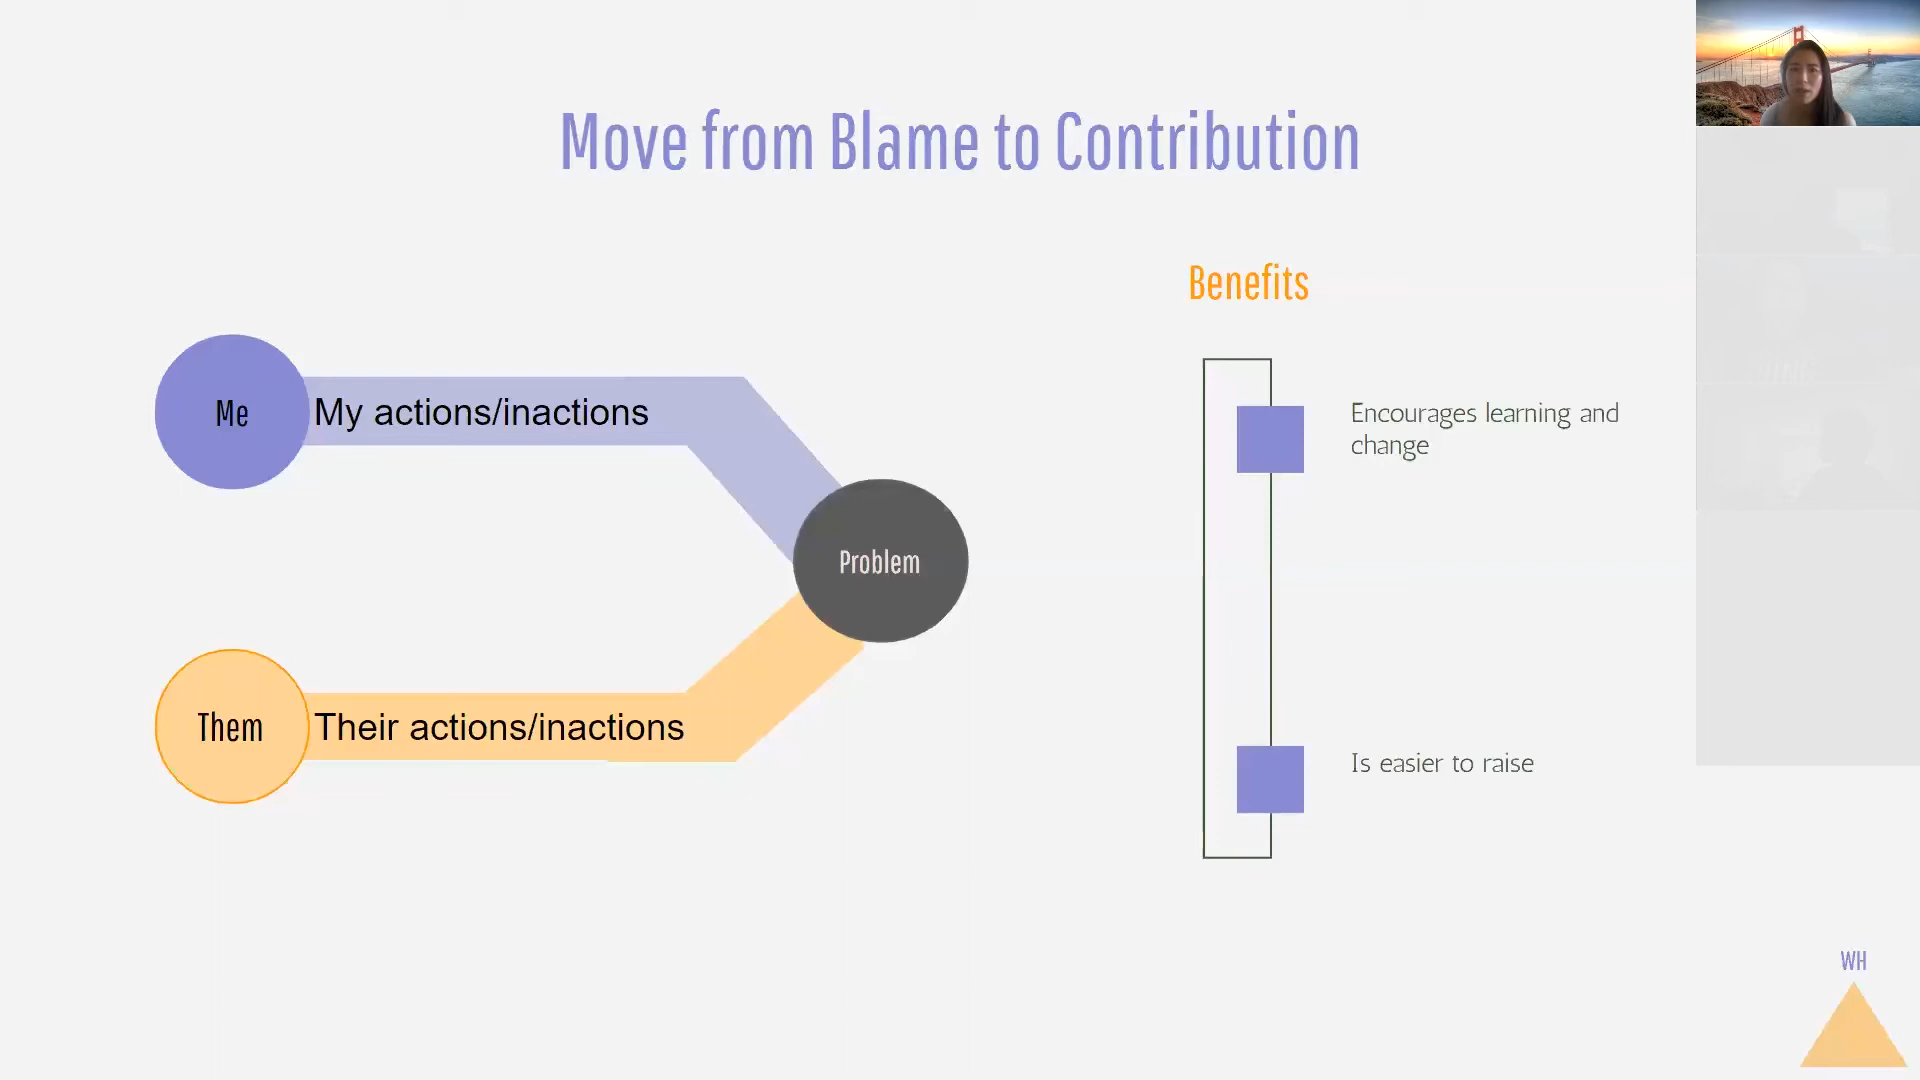 Move from Blame to Contribution
Benefits
Me
My actions/inactions
Encourages learning and
change
Problem
Them
Their actions/inactions
Is easier to raise
WH